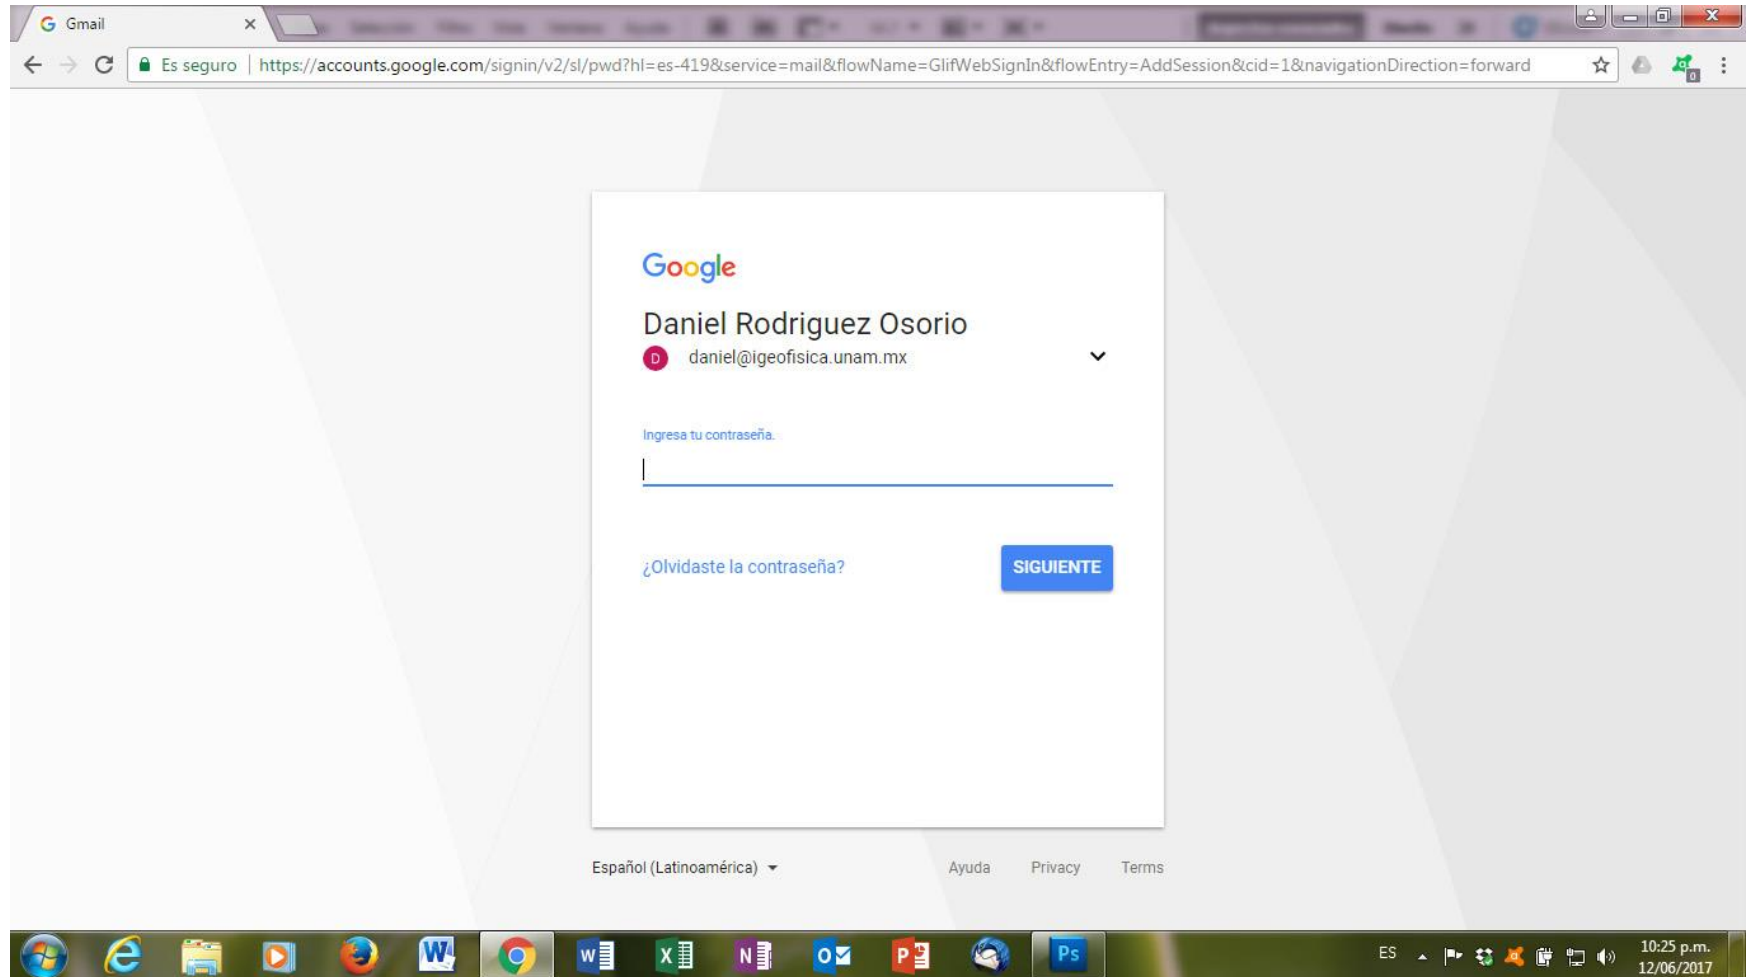 Gmail
Es seguro
https://accounts.google.com/signin/v2/sl/pwd?hl=es-419&service=mail&flowName=GlifWebSignIn&flowEntry=AddSession&cid=1&navigationDirection=forward
0
Google
Daniel Rodriguez Osorio
D daniel@igeofisica.unam.mx
Ingresa tu contraseña.
¿Olvidaste la contraseña? SIGUIENTE
Español (Latinoamérica) Ayuda Privacy Terms
ES
10:25 p.m.
12/06/2017